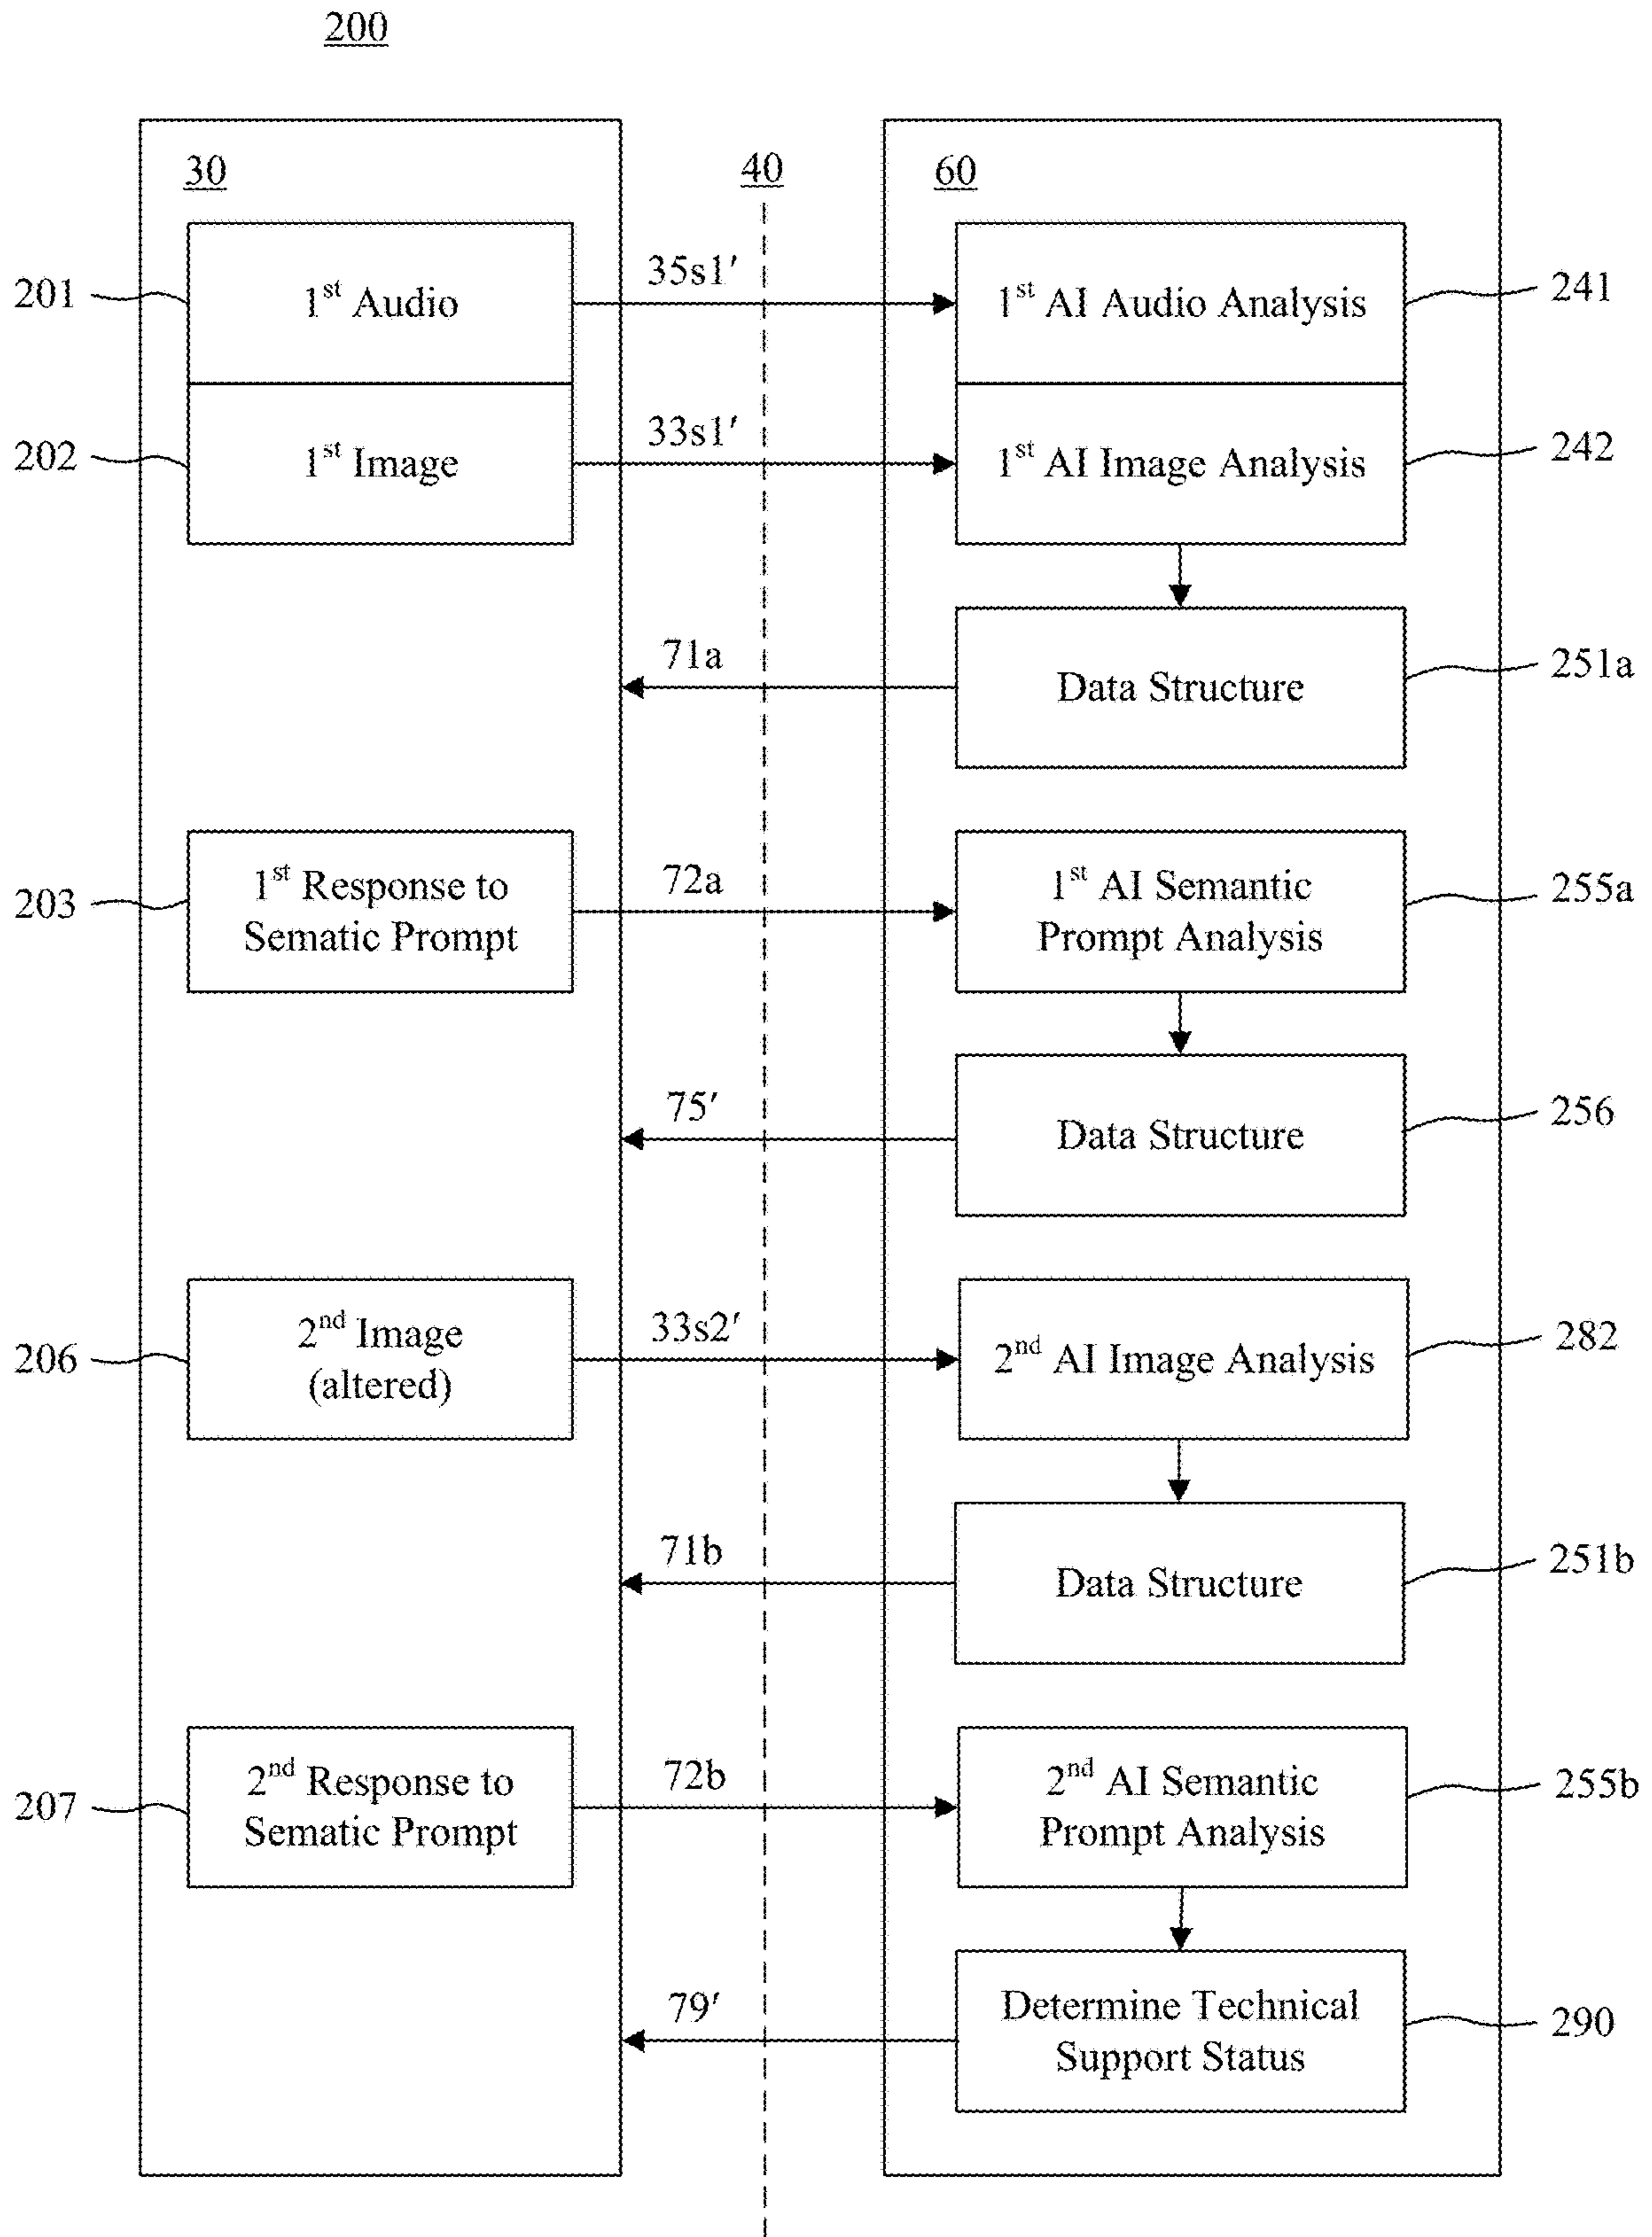 200
30
40
60
201
1st Audio
35s1′
1st AI Audio Analysis
241
202
1st Image
33s1′
1st AI Image Analysis
242
71a
Data Structure
251a
203
1st Response to
Sematic Prompt
72a
1st AI Semantic
Prompt Analysis
255a
75′
Data Structure
256
206
2nd Image
(altered)
33s2′
2nd AI Image Analysis
282
71b
Data Structure
251b
207
2nd Response to
Sematic Prompt
72b
2nd AI Semantic
Prompt Analysis
255b
79′
Determine Technical
Support Status
290